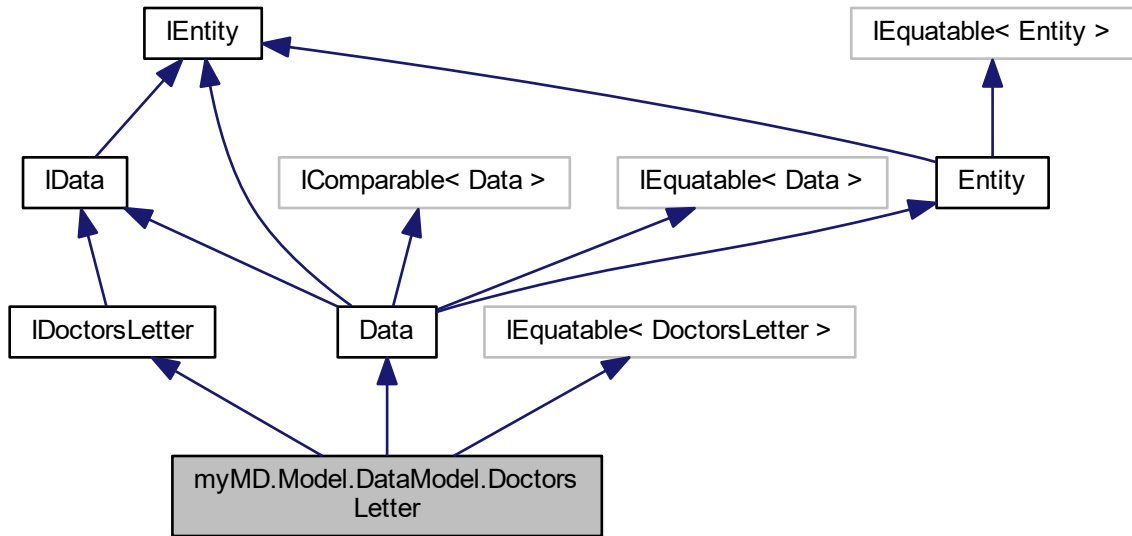 IEntity
IEquatable< Entity >
IData
IComparable< Data >
IEquatable< Data >
Entity
IDoctorsLetter
Data
IEquatable< DoctorsLetter >
myMD.Model.DataModel.Doctors
Letter